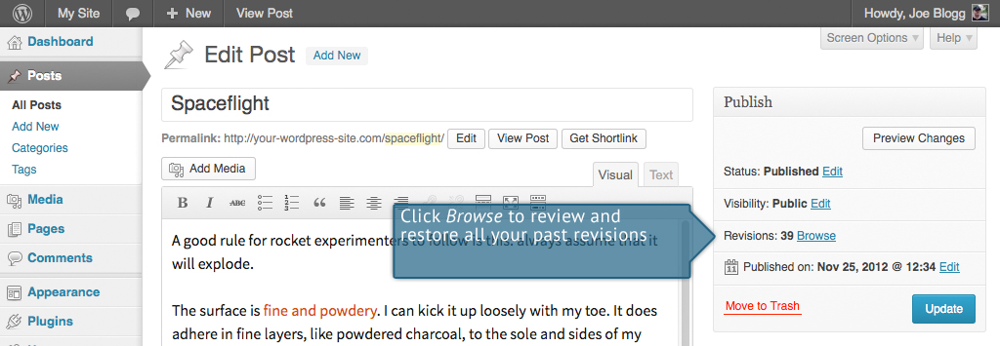 My Site + New View Post Howdy, Joe Blogg
Dashboard
Posts
All Posts
Add New
Categories
Tags
Media
Pages
Comments
Appearance
Plugins
Screen Options ▾ Help ▾
Edit Post Add New
Spaceflight
Permalink: http://your-wordpress-site.com/spaceflight/ Edit View Post Get Shortlink
Add Media
Visual Text
B I ABC
A good rule for rocket experimenters to follow is this: always assume that it
will explode.
The surface is fine and powdery. I can kick it up loosely with my toe. It does
adhere in fine layers, like powdered charcoal, to the sole and sides of my
Click Browse to review and
restore all your past revisions
Publish
Preview Changes
Status: Published Edit
Visibility: Public Edit
Revisions: 39 Browse
11 Published on: Nov 25, 2012 @ 12:34 Edit
Move to Trash Update